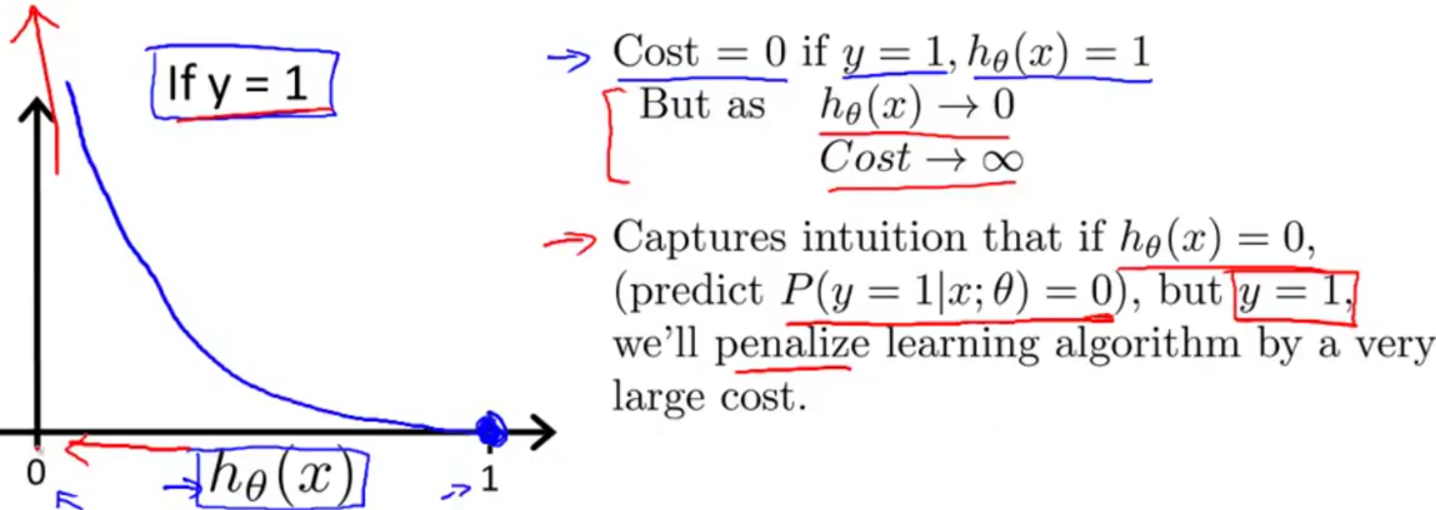 If y = 1
Cost = 0 if y = 1, hθ(x) = 1
But as hθ(x) → 0
Cost → ∞
Captures intuition that if hθ(x) = 0,
(predict P(y = 1|x; θ) = 0), but y = 1,
we'll penalize learning algorithm by a very
large cost.
0
hθ(x)
1